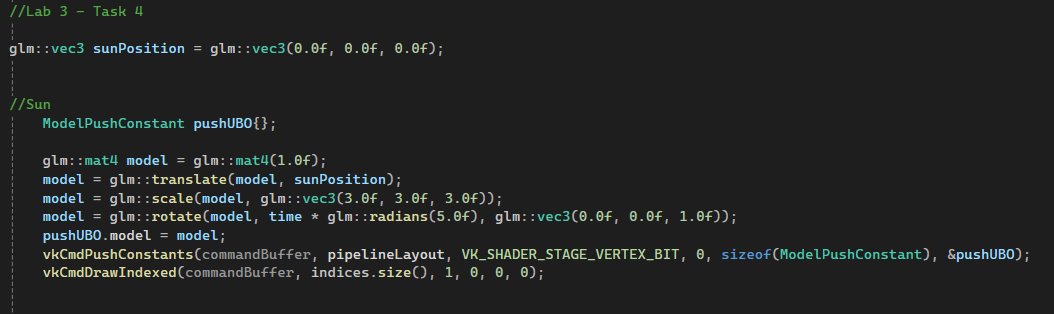 //Lab 3 - Task 4
glm::vec3 sunPosition = glm::vec3(0.0f, 0.0f, 0.0f);
//Sun
ModelPushConstant pushUBO{};
glm::mat4 model = glm::mat4(1.0f);
model = glm::translate(model, sunPosition);
model = glm::scale(model, glm::vec3(3.0f, 3.0f, 3.0f));
model = glm::rotate(model, time * glm::radians(5.0f), glm::vec3(0.0f, 0.0f, 1.0f));
pushUBO.model = model;
vkCmdPushConstants(commandBuffer, pipelineLayout, VK_SHADER_STAGE_VERTEX_BIT, 0, sizeof(ModelPushConstant), &pushUBO);
vkCmdDrawIndexed(commandBuffer, indices.size(), 1, 0, 0, 0);